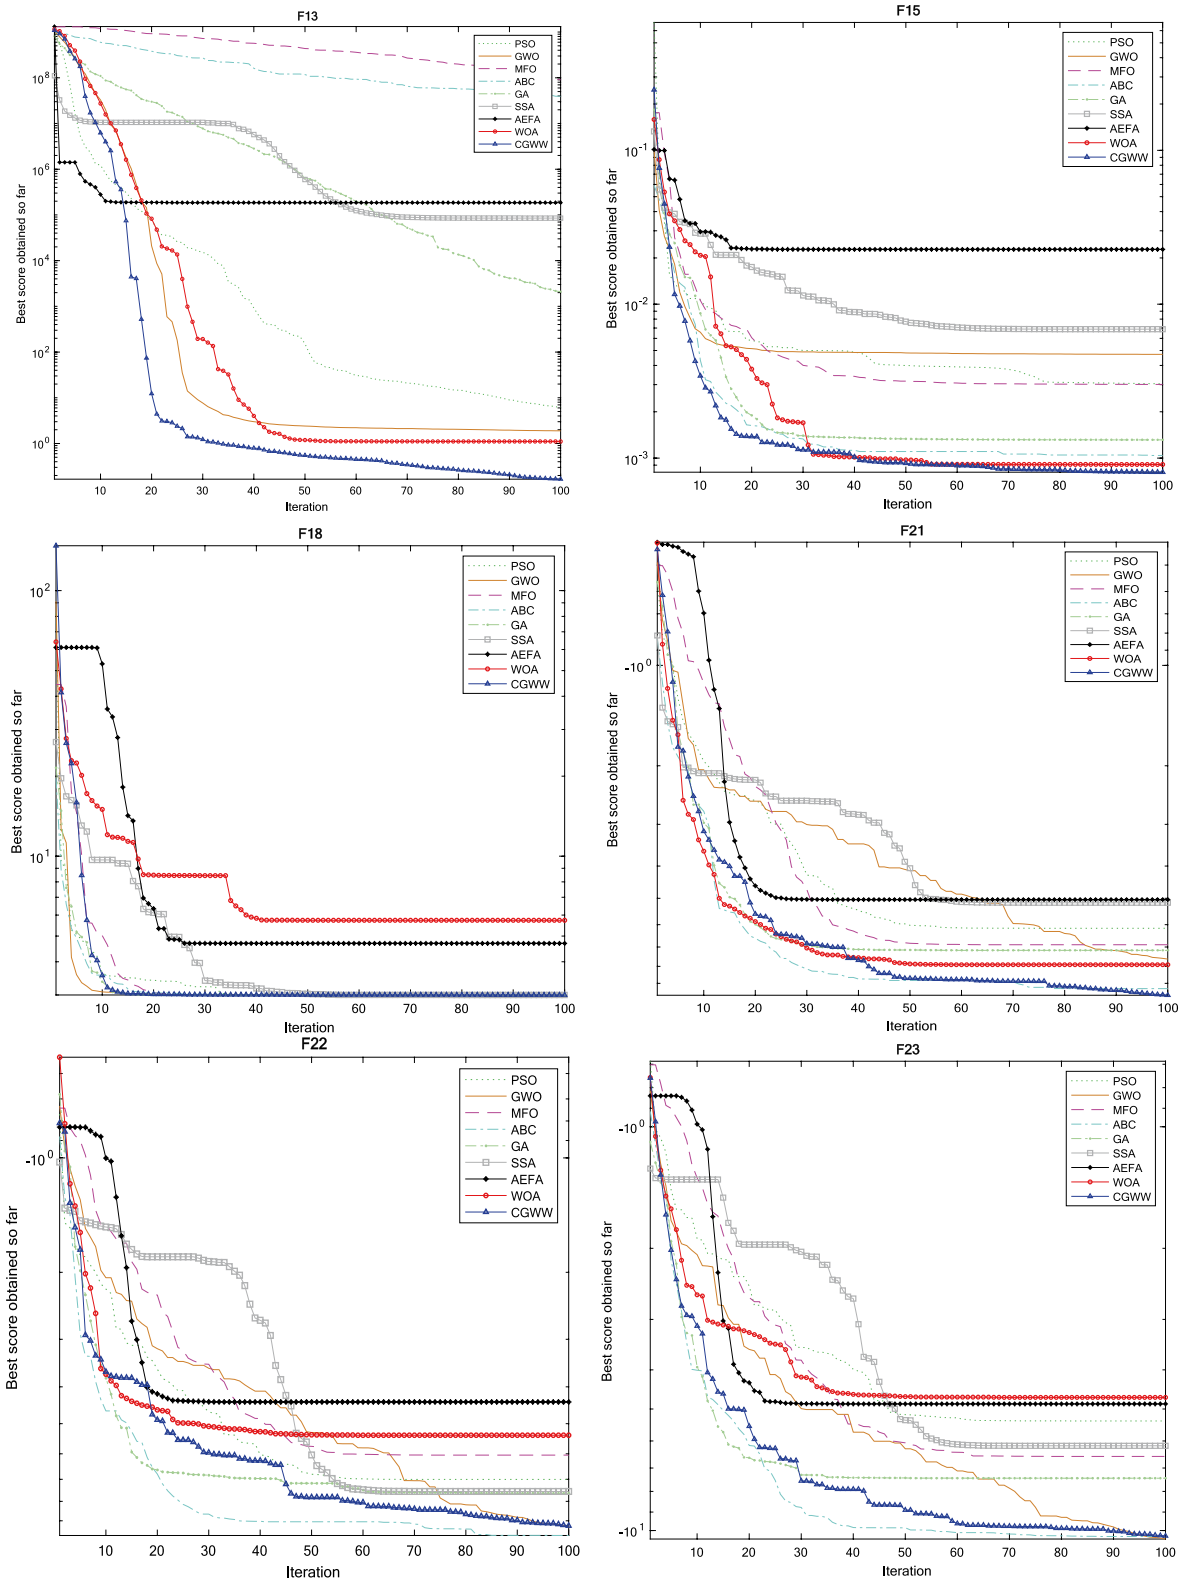 F13
Best score obtained so far
10^8
10^6
10^4
10^2
10^0
10 20 30 40 50 60 70 80 90 100
Iteration
PSO
GWO
MFO
ABC
GA
SSA
AEFA
WOA
CGWW
F15
Best score obtained so far
10^-1
10^-2
10^-3
10 20 30 40 50 60 70 80 90 100
Iteration
PSO
GWO
MFO
ABC
GA
SSA
AEFA
WOA
CGWW
F18
Best score obtained so far
10^2
10^1
10 20 30 40 50 60 70 80 90 100
Iteration
PSO
GWO
MFO
ABC
GA
SSA
AEFA
WOA
CGWW
F21
Best score obtained so far
-10^0
10 20 30 40 50 60 70 80 90 100
Iteration
PSO
GWO
MFO
ABC
GA
SSA
AEFA
WOA
CGWW
F22
Best score obtained so far
-10^0
10 20 30 40 50 60 70 80 90 100
Iteration
PSO
GWO
MFO
ABC
GA
SSA
AEFA
WOA
CGWW
F23
Best score obtained so far
-10^0
-10^1
10 20 30 40 50 60 70 80 90 100
Iteration
PSO
GWO
MFO
ABC
GA
SSA
AEFA
WOA
CGWW